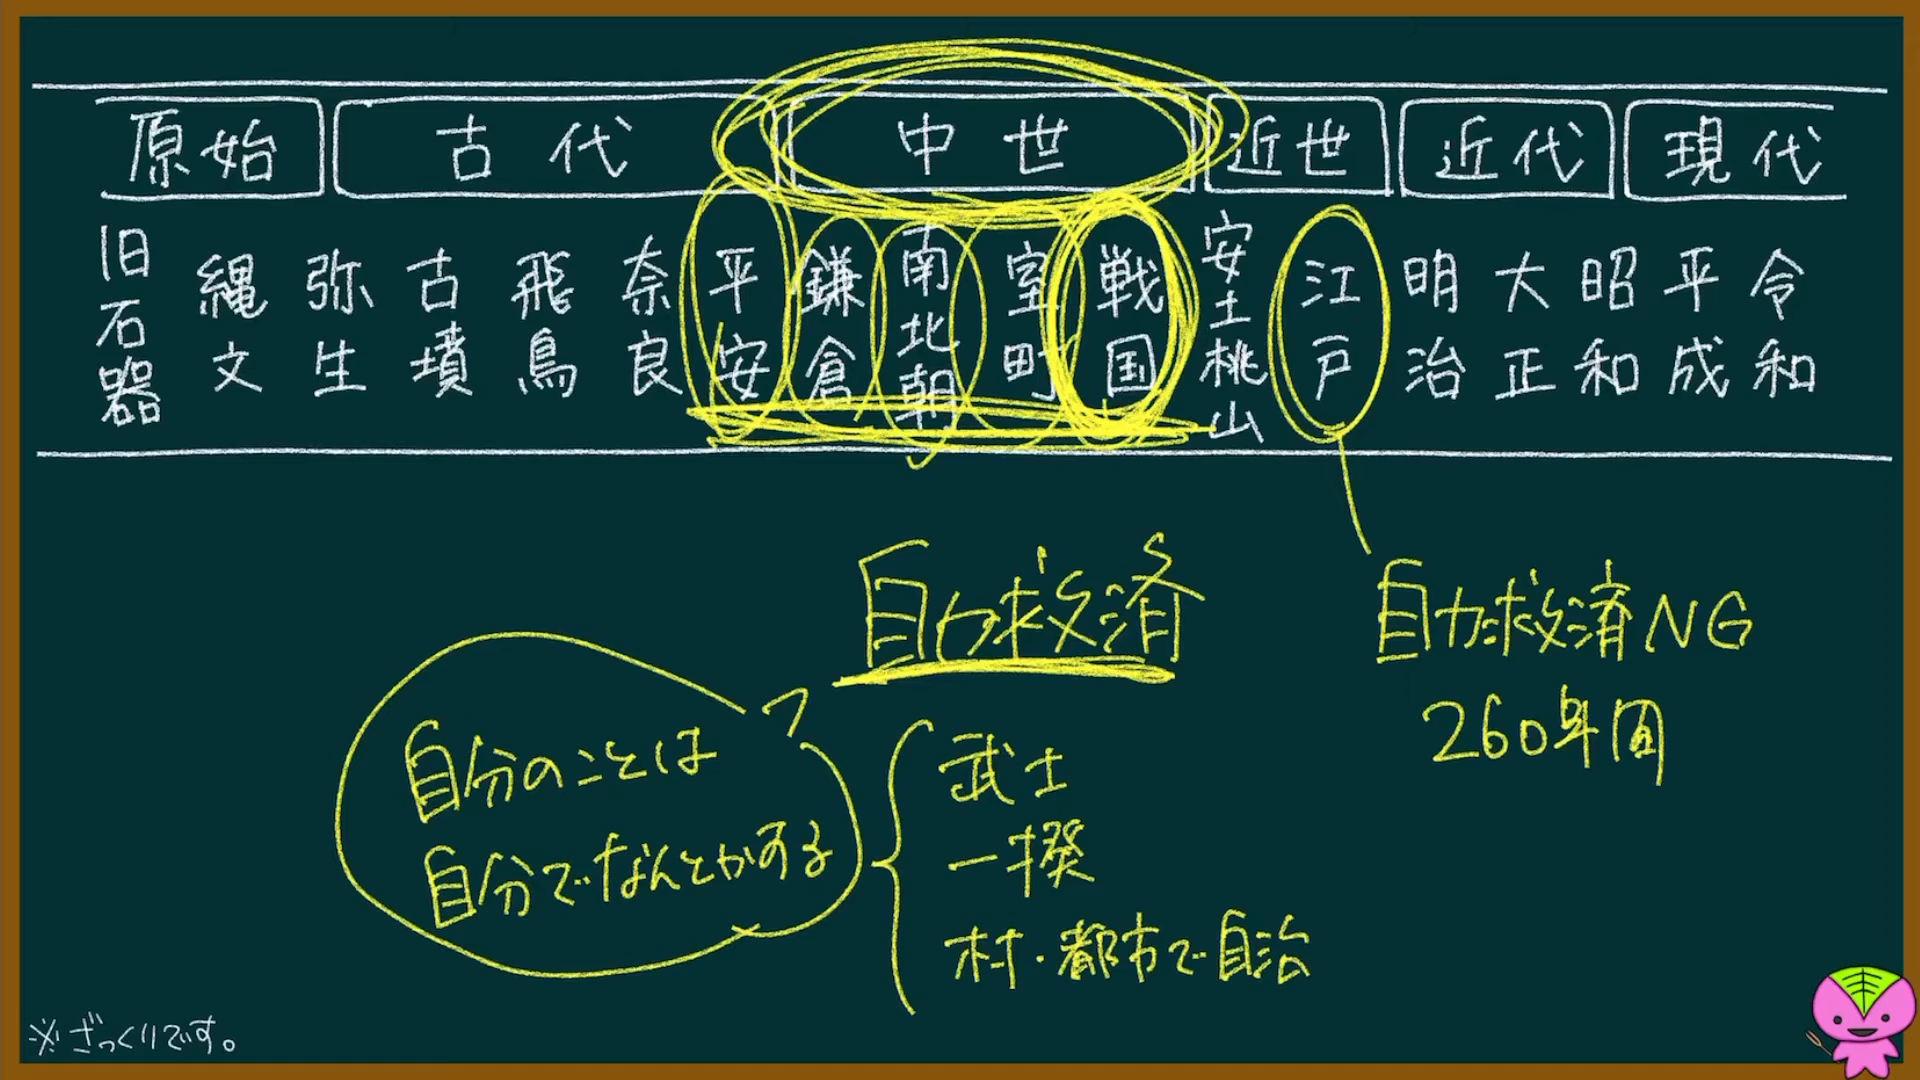 原始 古代 中世 近世 近代 現代
旧石器 縄文 弥生 古墳 飛鳥 奈良 平安 鎌倉 南北朝 室町 戦国 安土桃山 江戸 明治 大正 昭和 平成 令和
自力救済
自力救済NG
260年間
自分のことは
自分でなんとかする
武士
一揆
村・都市で自治
※ざっくりです。